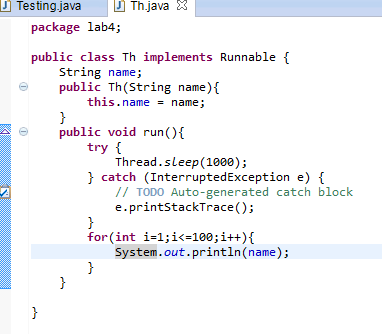 Testing.java Th.java
package lab4;
public class Th implements Runnable {
    String name;
    public Th(String name){
        this.name = name;
    }
    public void run(){
        try {
            Thread.sleep(1000);
        } catch (InterruptedException e) {
            // TODO Auto-generated catch block
            e.printStackTrace();
        }
        for(int i=1;i<=100;i++){
            System.out.println(name);
        }
    }
}